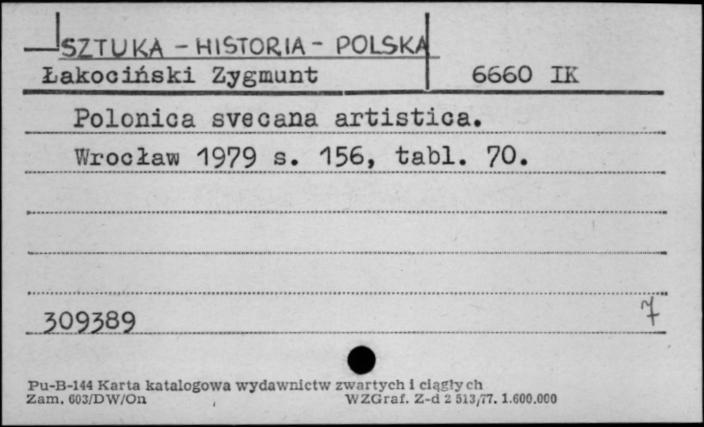 SZTUKA - HISTORIA - POLSKA
Łakociński Zygmunt 6660 IK
Polonica svecana artistica.
Wrocław 1979 s. 156, tabl. 70.
309389 7
Pu-B-144 Karta katalogowa wydawnictw zwartych i ciągłych
Zam. 603/DW/On WZGraf. Z-d 2 513/77. 1.600.000